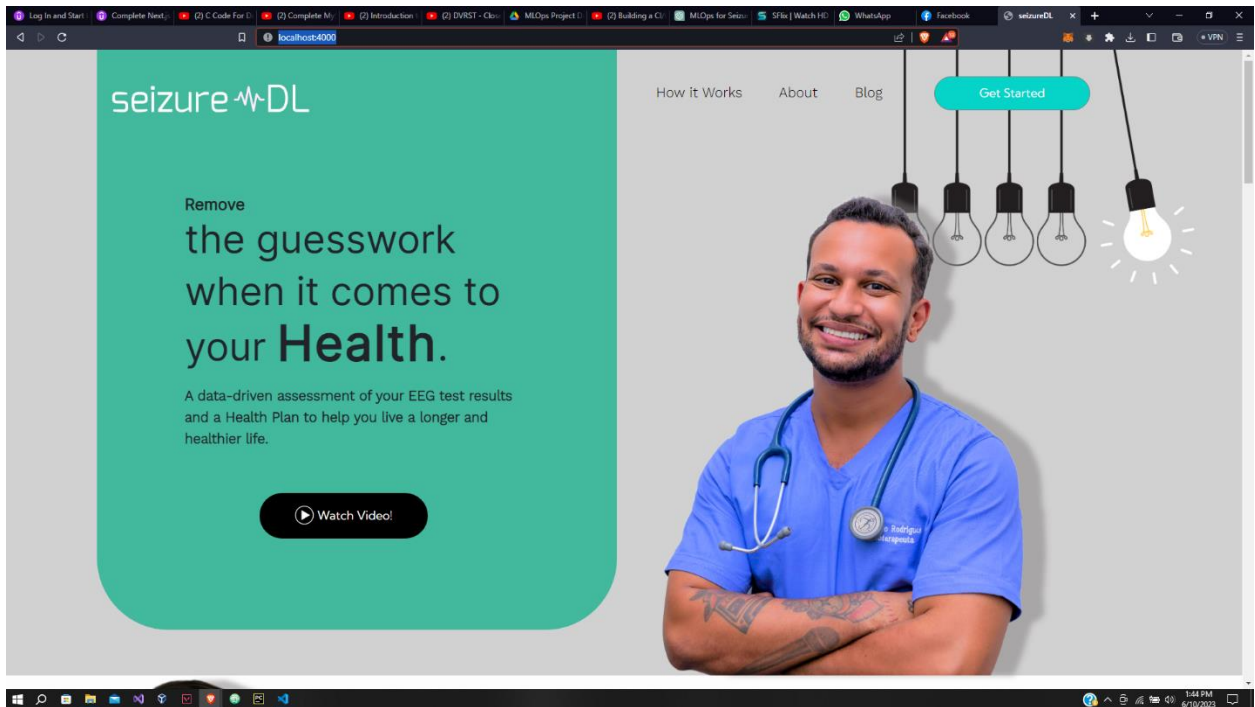 Log In and Start
Complete Next.
(2) C Code For D
(2) Complete My
(2) Introduction
(2) DVRST - Clos
MLOps Project D
(2) Building a CI
MLOps for Seizu
SFlix | Watch HD
WhatsApp
Facebook
seizureDL
localhost:4000
VPN
seizure DL
How it Works
About
Blog
Get Started
Remove
the guesswork
when it comes to
your Health.
A data-driven assessment of your EEG test results
and a Health Plan to help you live a longer and
healthier life.
Watch Video!
o Rodrigu
1:44 PM
6/10/2023